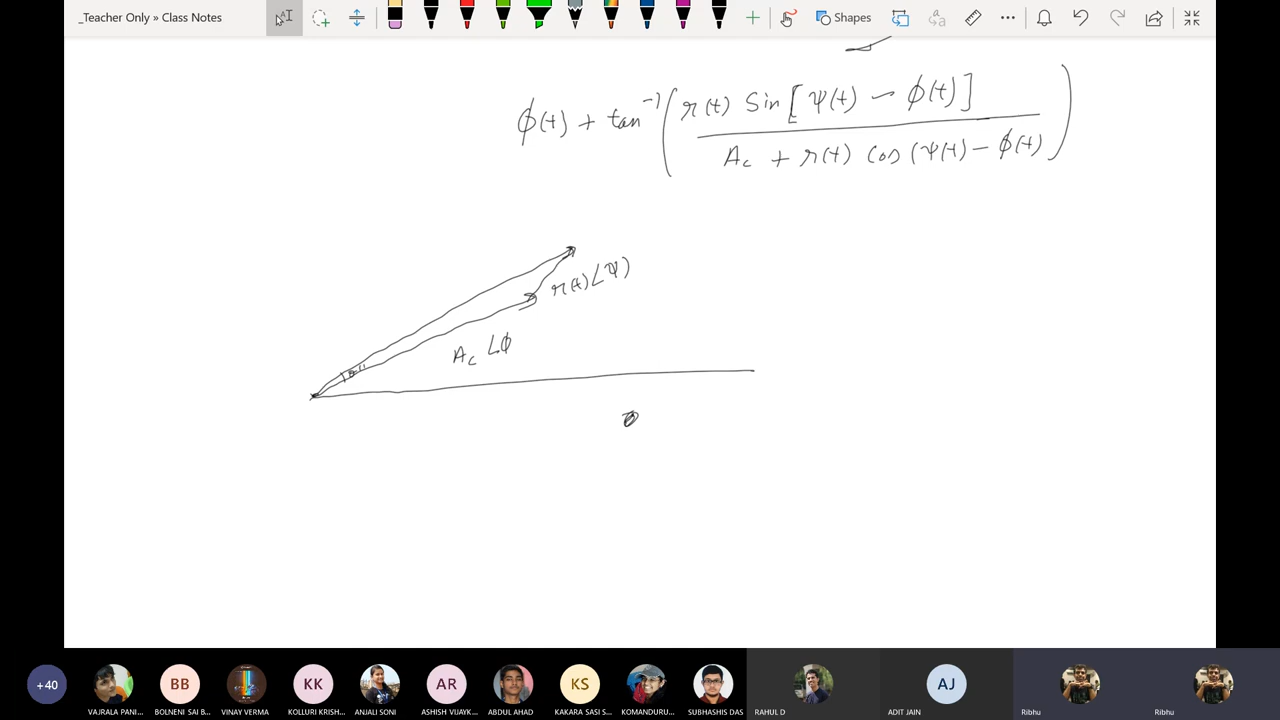 _Teacher Only » Class Notes
Shapes
ϕ(t) + tan⁻¹ ( r(t) Sin [ψ(t) − ϕ(t)]
Ac + r(t) Cos (ψ(t) − ϕ(t) )
r(t)∠ψ)
Ac ∠ϕ
+40
BB
KK
AR
KS
AJ
VAJRALA PANI...
BOLNENI SAI B...
VINAY VERMA
KOLLURI KRISH...
ANJALI SONI
ASHISH VIJAYK...
ABDUL AHAD
KAKARA SASI S...
KOMANDURU...
SUBHASHIS DAS
RAHUL D
ADIT JAIN
Ribhu
Ribhu